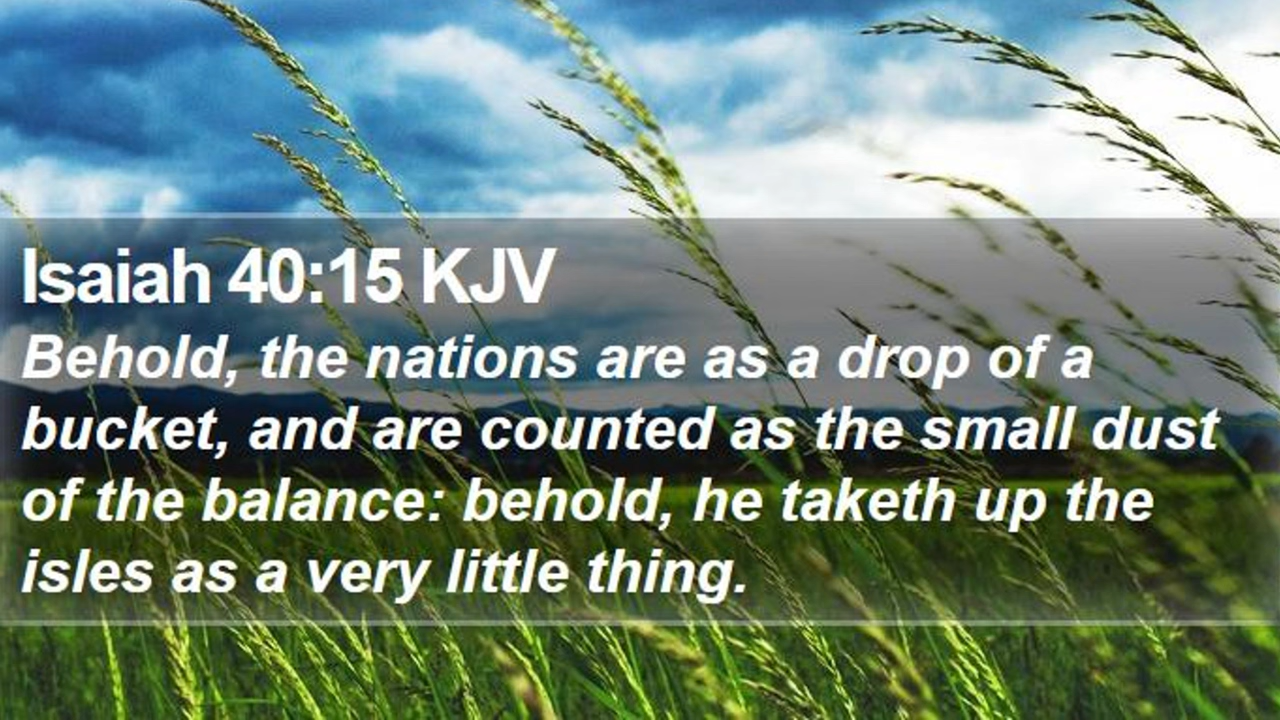 Isaiah 40:15 KJV
Behold, the nations are as a drop of a
bucket, and are counted as the small dust
of the balance: behold, he taketh up the
isles as a very little thing.